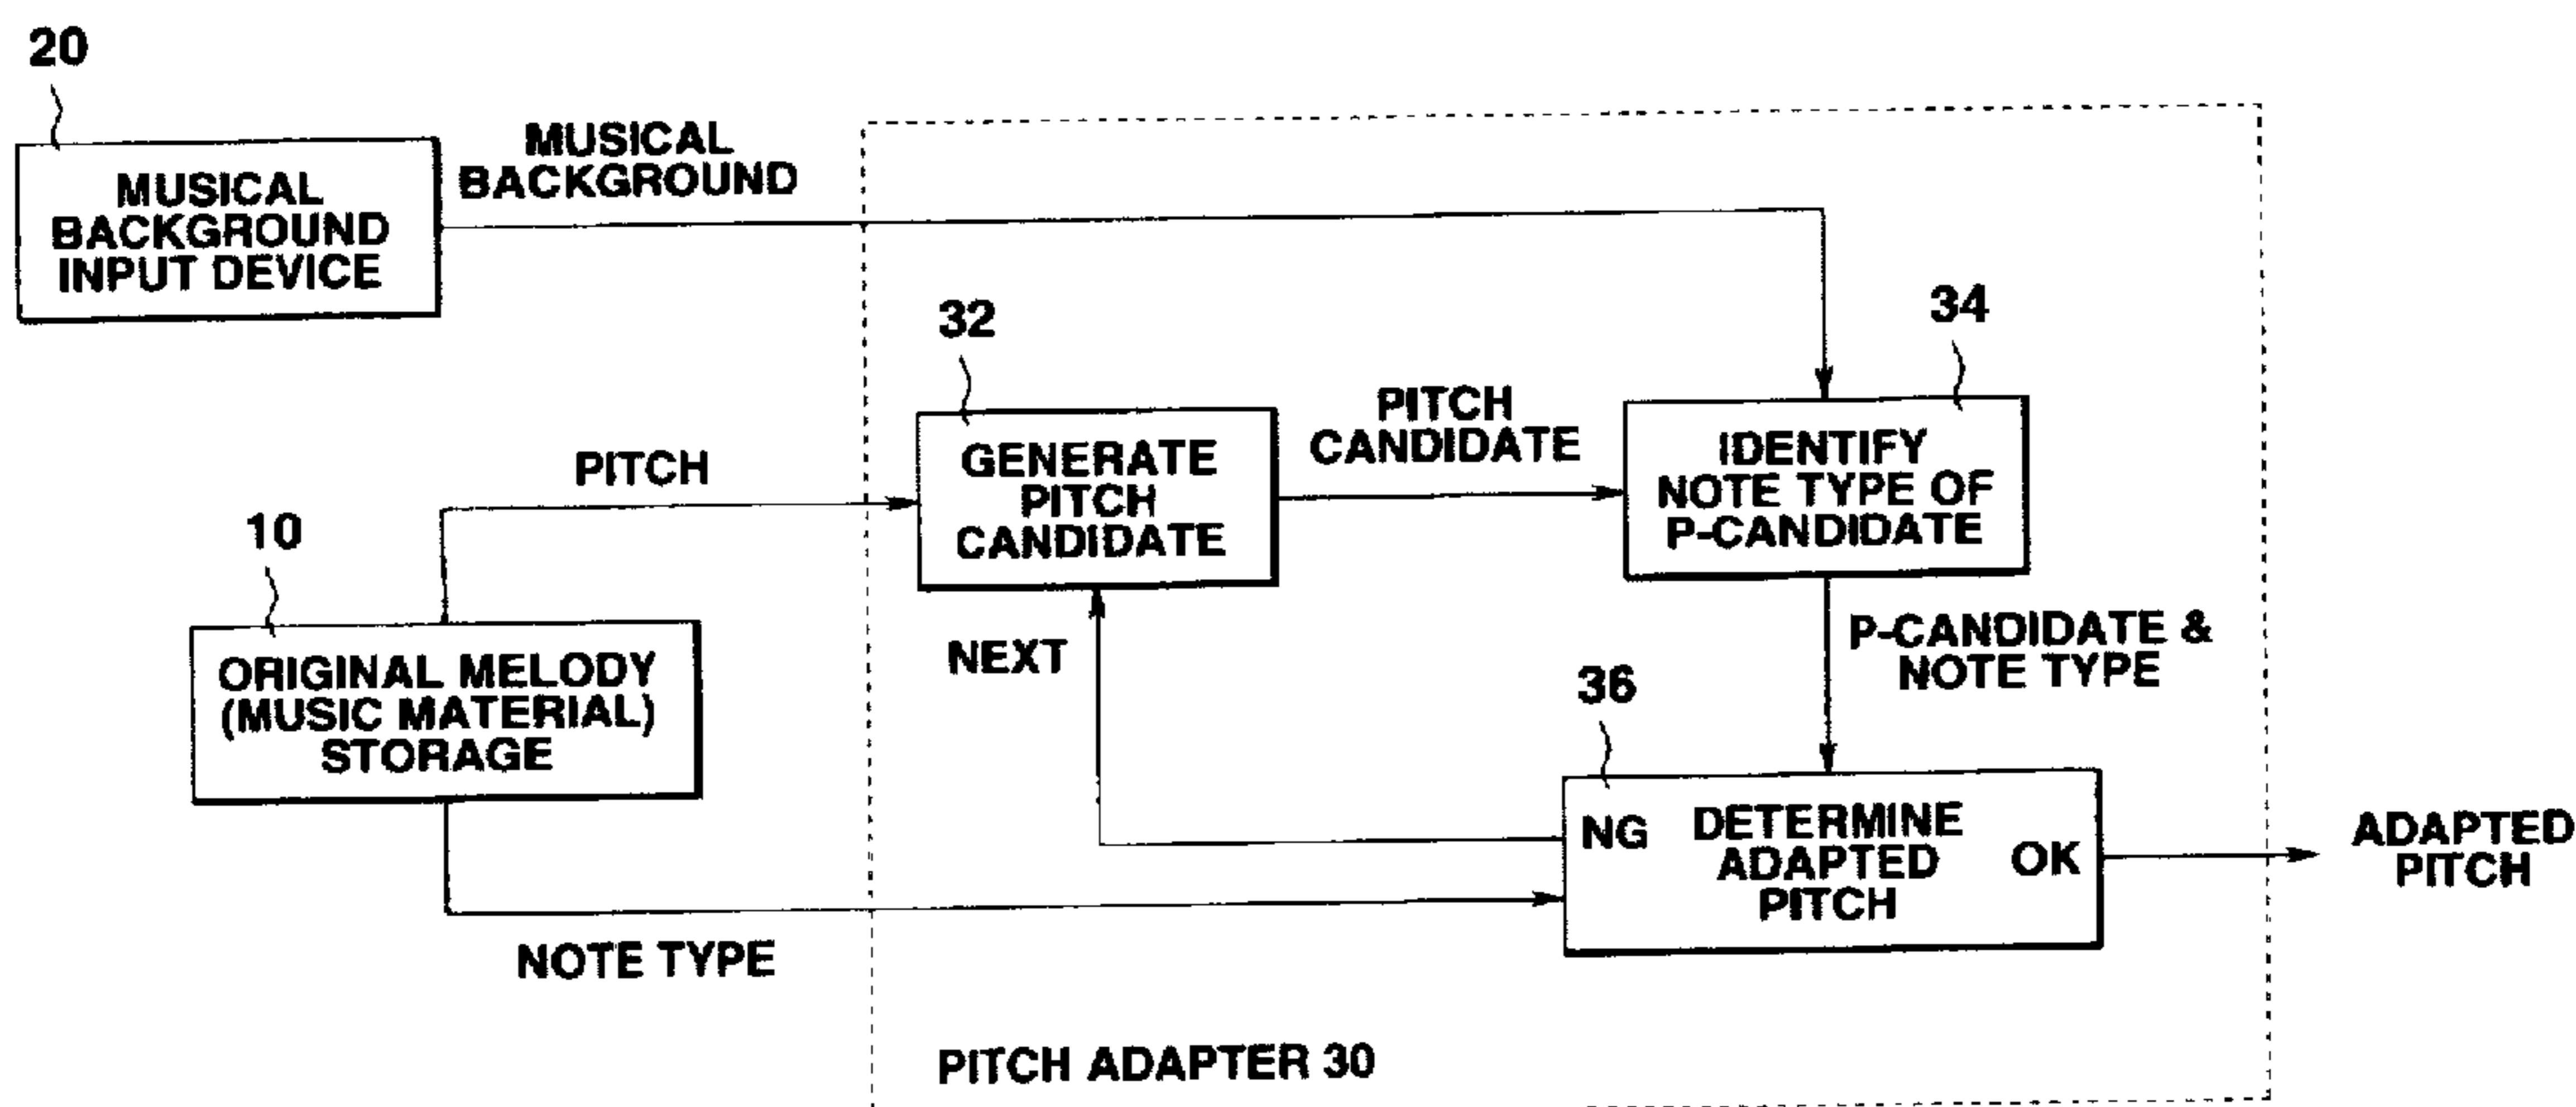 20
MUSICAL
BACKGROUND
INPUT DEVICE
MUSICAL
BACKGROUND
32
GENERATE
PITCH
CANDIDATE
PITCH
CANDIDATE
34
IDENTIFY
NOTE TYPE OF
P-CANDIDATE
PITCH
10
ORIGINAL MELODY
(MUSIC MATERIAL)
STORAGE
NEXT
P-CANDIDATE &
NOTE TYPE
36
NG
DETERMINE
ADAPTED
PITCH
OK
ADAPTED
PITCH
NOTE TYPE
PITCH ADAPTER 30